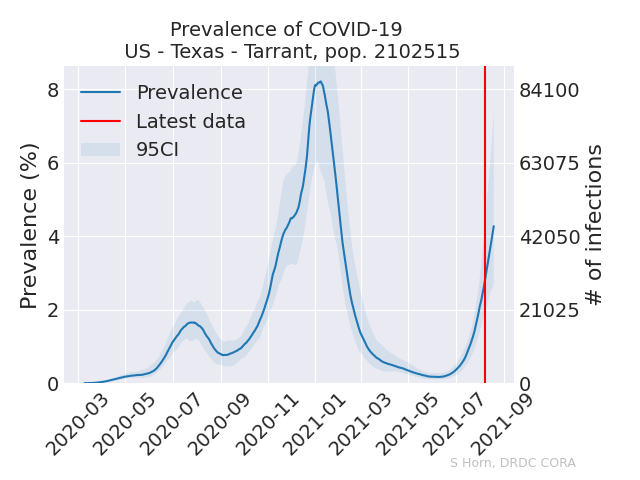 Prevalence of COVID-19
US - Texas - Tarrant, pop. 2102515
Prevalence
Latest data
95CI
Prevalence (%)
8
6
4
2
0
84100
63075
42050
21025
0
# of infections
2020-03
2020-05
2020-07
2020-09
2020-11
2021-01
2021-03
2021-05
2021-07
2021-09
S Horn, DRDC CORA